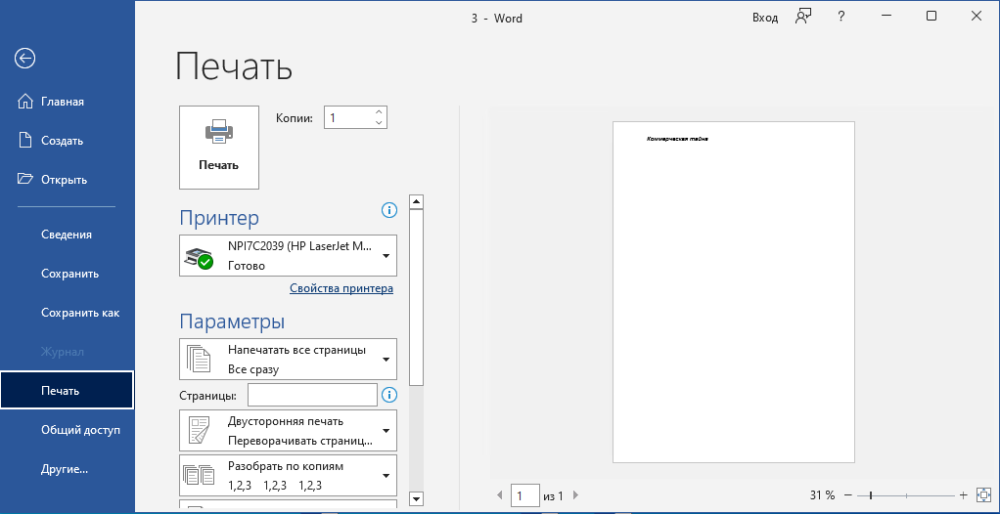 3 - Word
Вход
?
Печать
Главная
Создать
Открыть
Сведения
Сохранить
Сохранить как
Журнал
Печать
Общий доступ
Другие...
Печать
Копии: 1
Принтер
NPI7C2039 (HP LaserJet M...
Готово
Свойства принтера
Параметры
Напечатать все страницы
Все сразу
Страницы:
Двусторонняя печать
Переворачивать страниц...
Разобрать по копиям
1,2,3 1,2,3 1,2,3
Коммерческая тайна
1 из 1
31 %